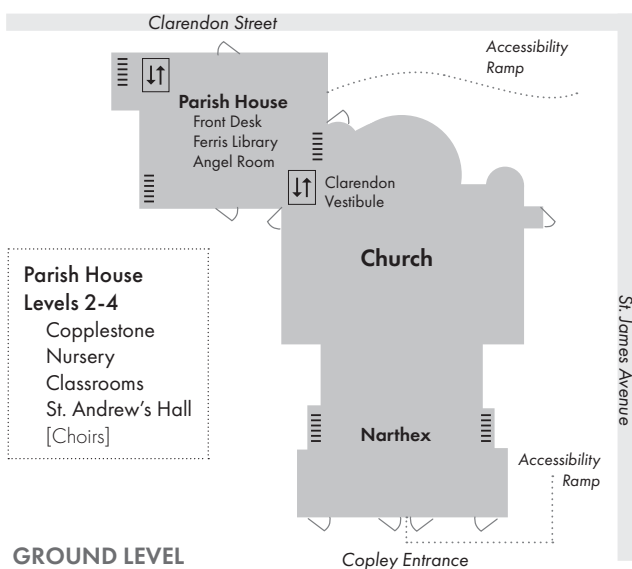 Clarendon Street
Accessibility
Ramp
Parish House
Front Desk
Ferris Library
Angel Room
Clarendon
Vestibule
Church
Parish House
Levels 2-4
Copplestone
Nursery
Classrooms
St. Andrew's Hall
[Choirs]
St. James Avenue
Narthex
Accessibility
Ramp
GROUND LEVEL
Copley Entrance